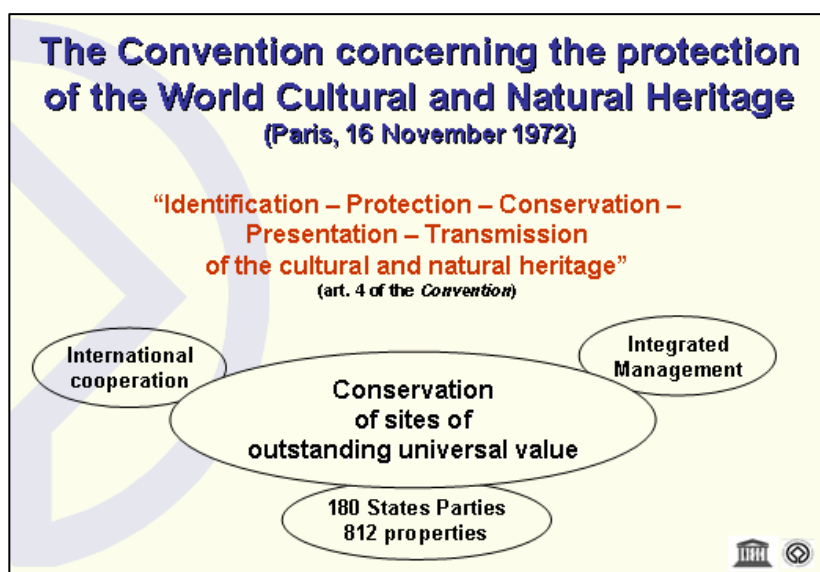 The Convention concerning the protection
of the World Cultural and Natural Heritage
(Paris, 16 November 1972)
“Identification – Protection – Conservation –
Presentation – Transmission
of the cultural and natural heritage”
(art. 4 of the Convention)
International
cooperation
Integrated
Management
Conservation
of sites of
outstanding universal value
180 States Parties
812 properties